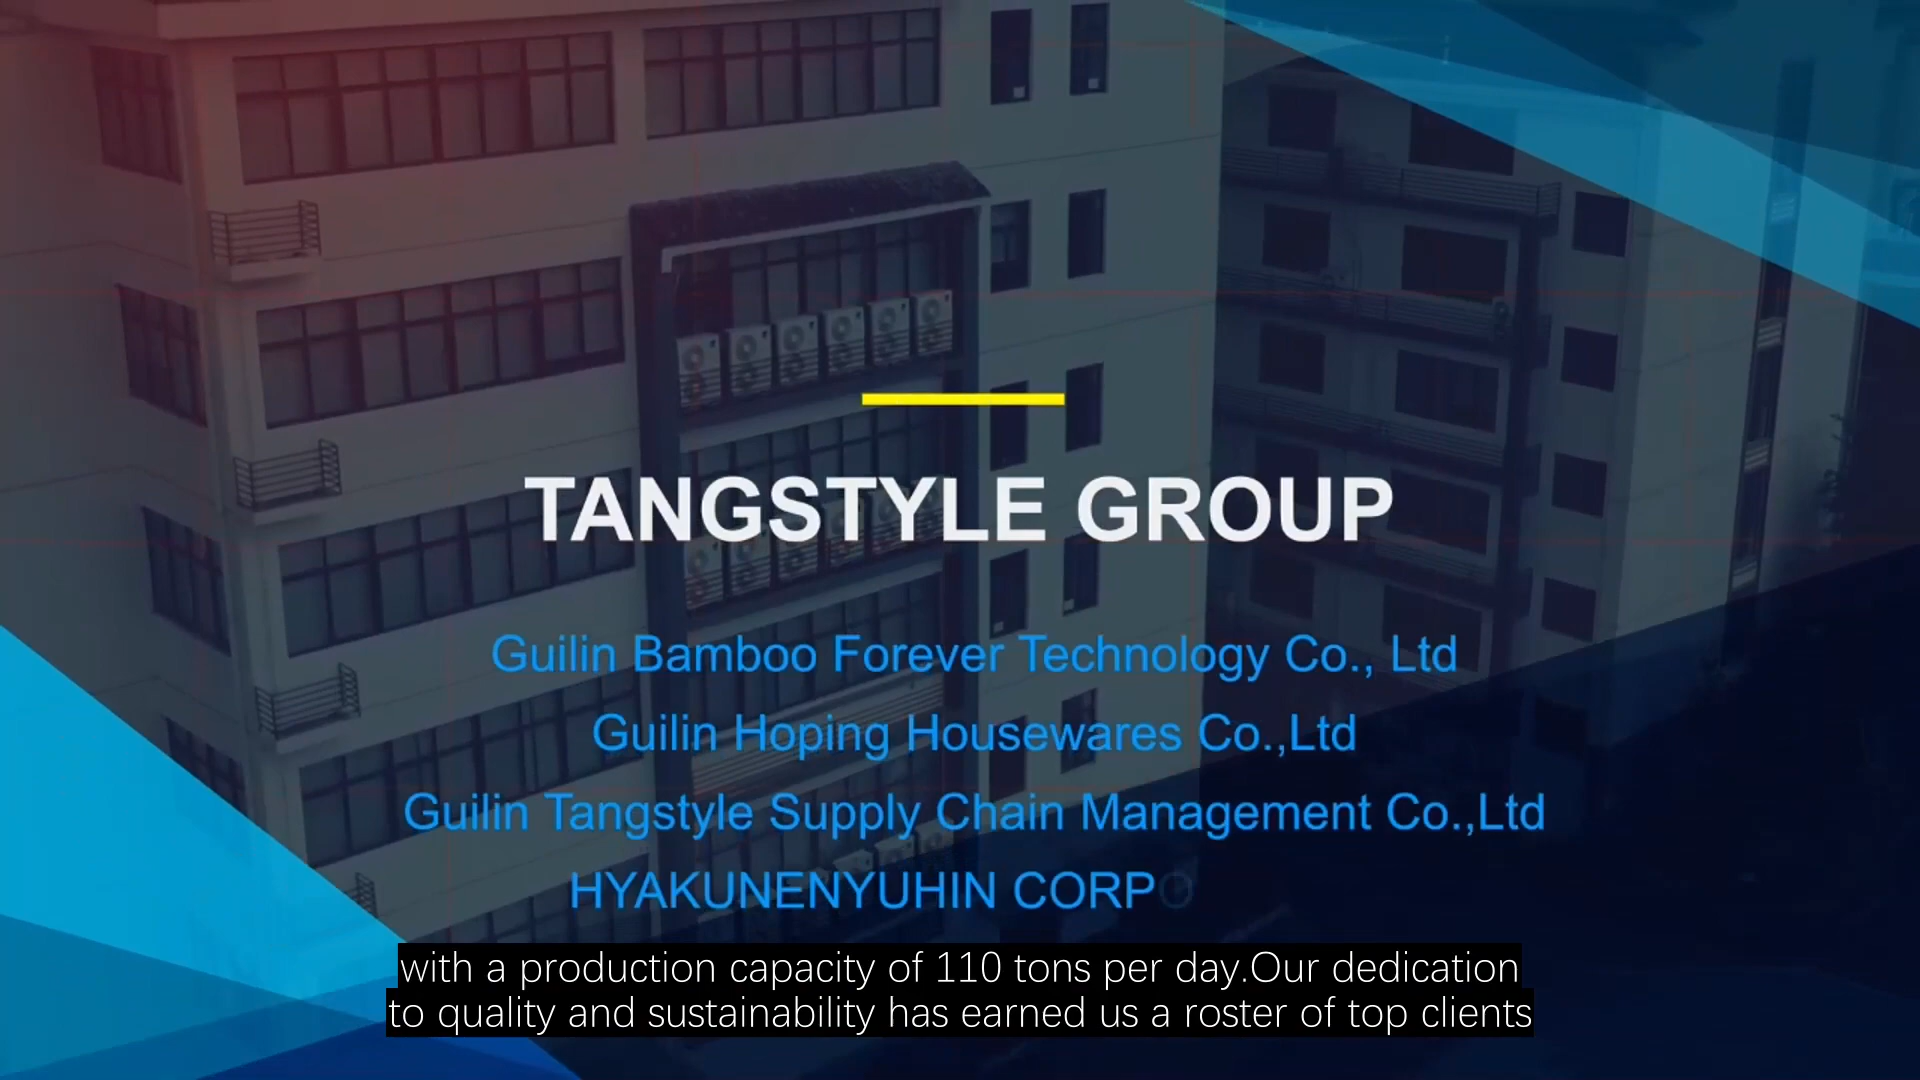 TANGSTYLE GROUP
Guilin Bamboo Forever Technology Co., Ltd
Guilin Hoping Housewares Co.,Ltd
Guilin Tangstyle Supply Chain Management Co.,Ltd
HYAKUNENYUHIN CORPO
with a production capacity of 110 tons per day.Our dedication
to quality and sustainability has earned us a roster of top clients